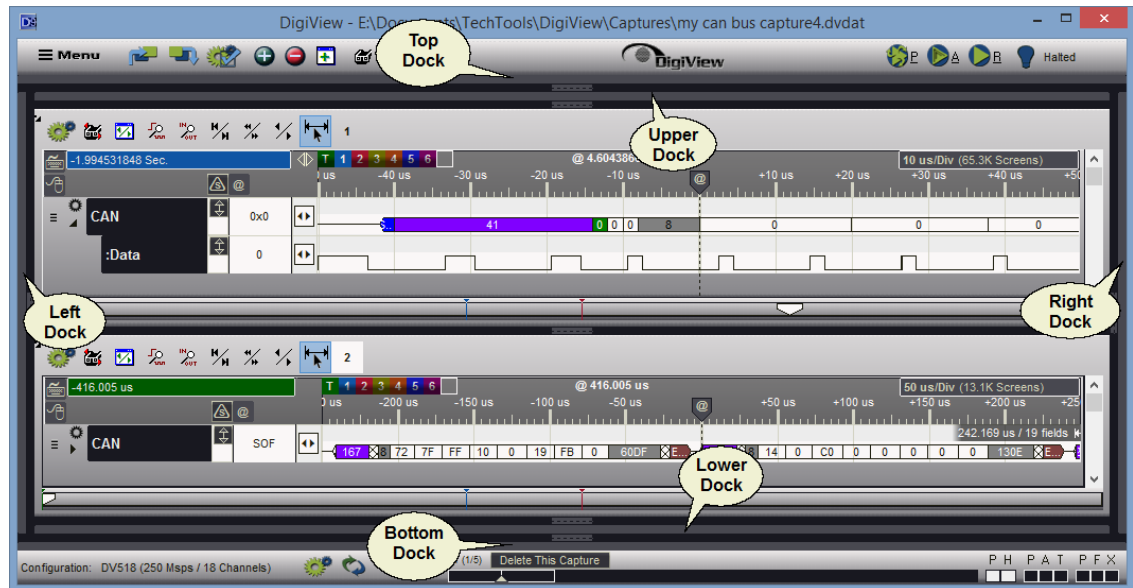 DigiView - E:\Documents\TechTools\DigiView\Captures\my can bus capture4.dvdat
Menu
Top
Dock
DigiView
P A R Halted
Upper
Dock
1
-1.994531848 Sec.
T 1 2 3 4 5 6
10 us/Div (65.3K Screens)
us -40 us -30 us -20 us -10 us @ +10 us +20 us +30 us +40 us
@
CAN 0x0
S.. 41 0 0 0 8 0 0 0
:Data 0
Left
Dock
Right
Dock
2
-416.005 us
T 1 2 3 4 5 6
@ 416.005 us
50 us/Div (13.1K Screens)
us -200 us -150 us -100 us -50 us @ +50 us +100 us +150 us +200 us
@
242.169 us / 19 fields
CAN SOF
167 8 72 7F FF 10 0 19 FB 0 60DF E... 8 14 0 C0 0 0 0 0 0 130E E...
Lower
Dock
Bottom
Dock
Configuration: DV518 (250 Msps / 18 Channels)
(1/5) Delete This Capture
P H P A T P F X